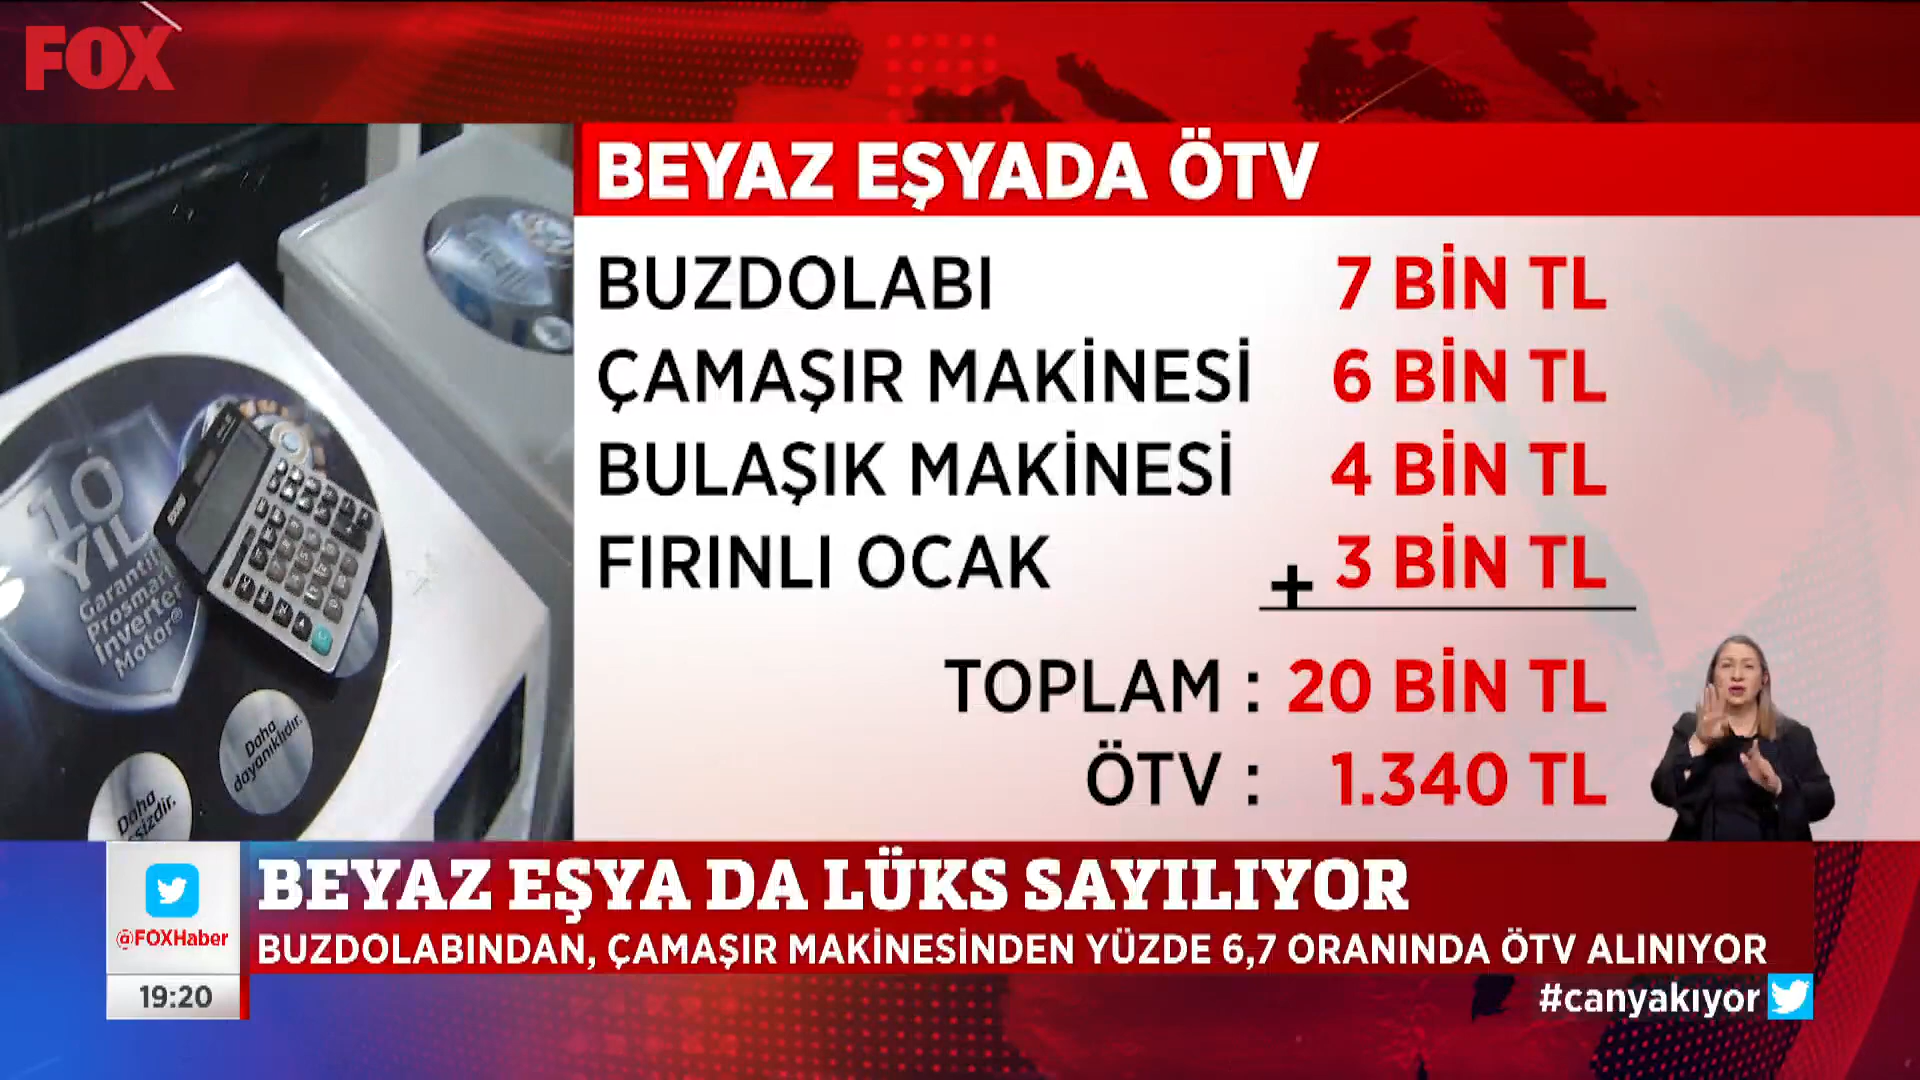 FOX
BEYAZ EŞYADA ÖTV
BUZDOLABI 7 BİN TL
ÇAMAŞIR MAKİNESİ 6 BİN TL
BULAŞIK MAKİNESİ 4 BİN TL
FIRINLI OCAK + 3 BİN TL
TOPLAM : 20 BİN TL
ÖTV : 1.340 TL
10
YIL
Garantili
Prosmart
Inverter
Motor®
Daha
dayanıklıdır.
Daha
BEYAZ EŞYA DA LÜKS SAYILIYOR
@FOXHaber
BUZDOLABINDAN, ÇAMAŞIR MAKİNESİNDEN YÜZDE 6,7 ORANINDA ÖTV ALINIYOR
19:20
#canyakıyor